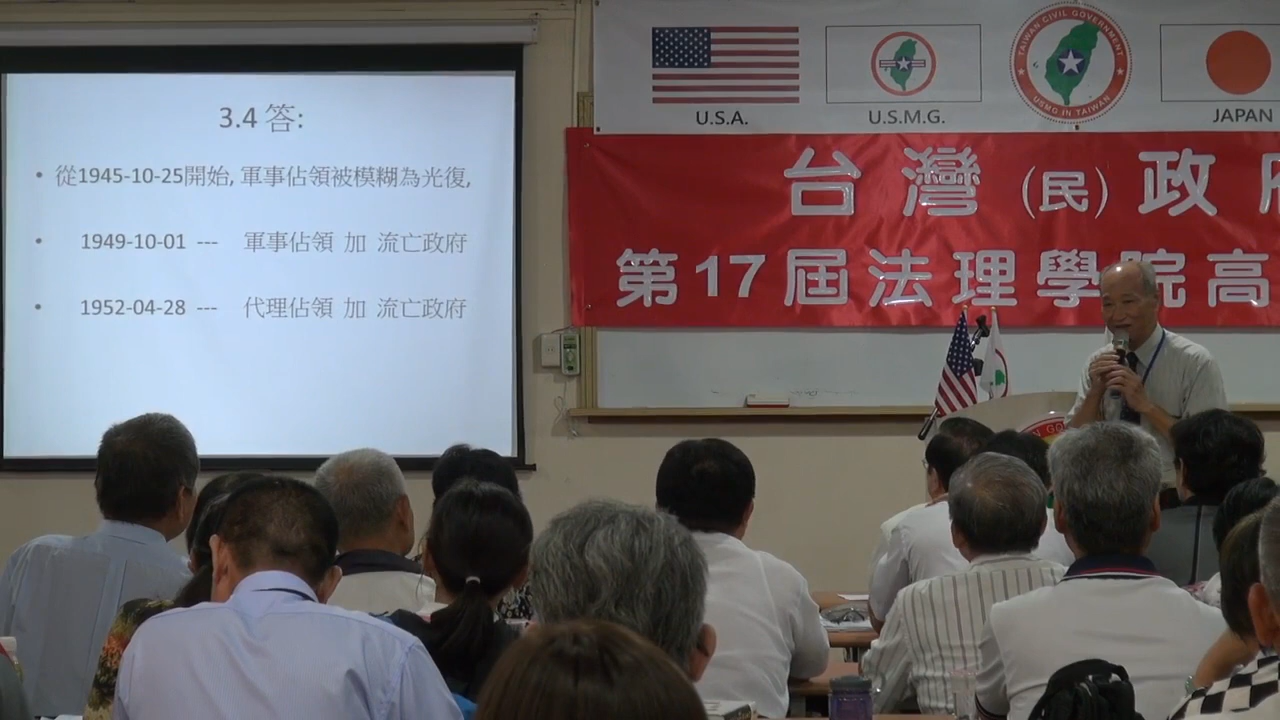 3.4 答:
• 從1945-10-25開始, 軍事佔領被模糊為光復,
• 1949-10-01 --- 軍事佔領 加 流亡政府
• 1952-04-28 --- 代理佔領 加 流亡政府
U.S.A.
U.S.M.G.
TAIWAN CIVIL GOVERNMENT
USMG IN TAIWAN
JAPAN
台灣(民)政府
第17屆法理學院高